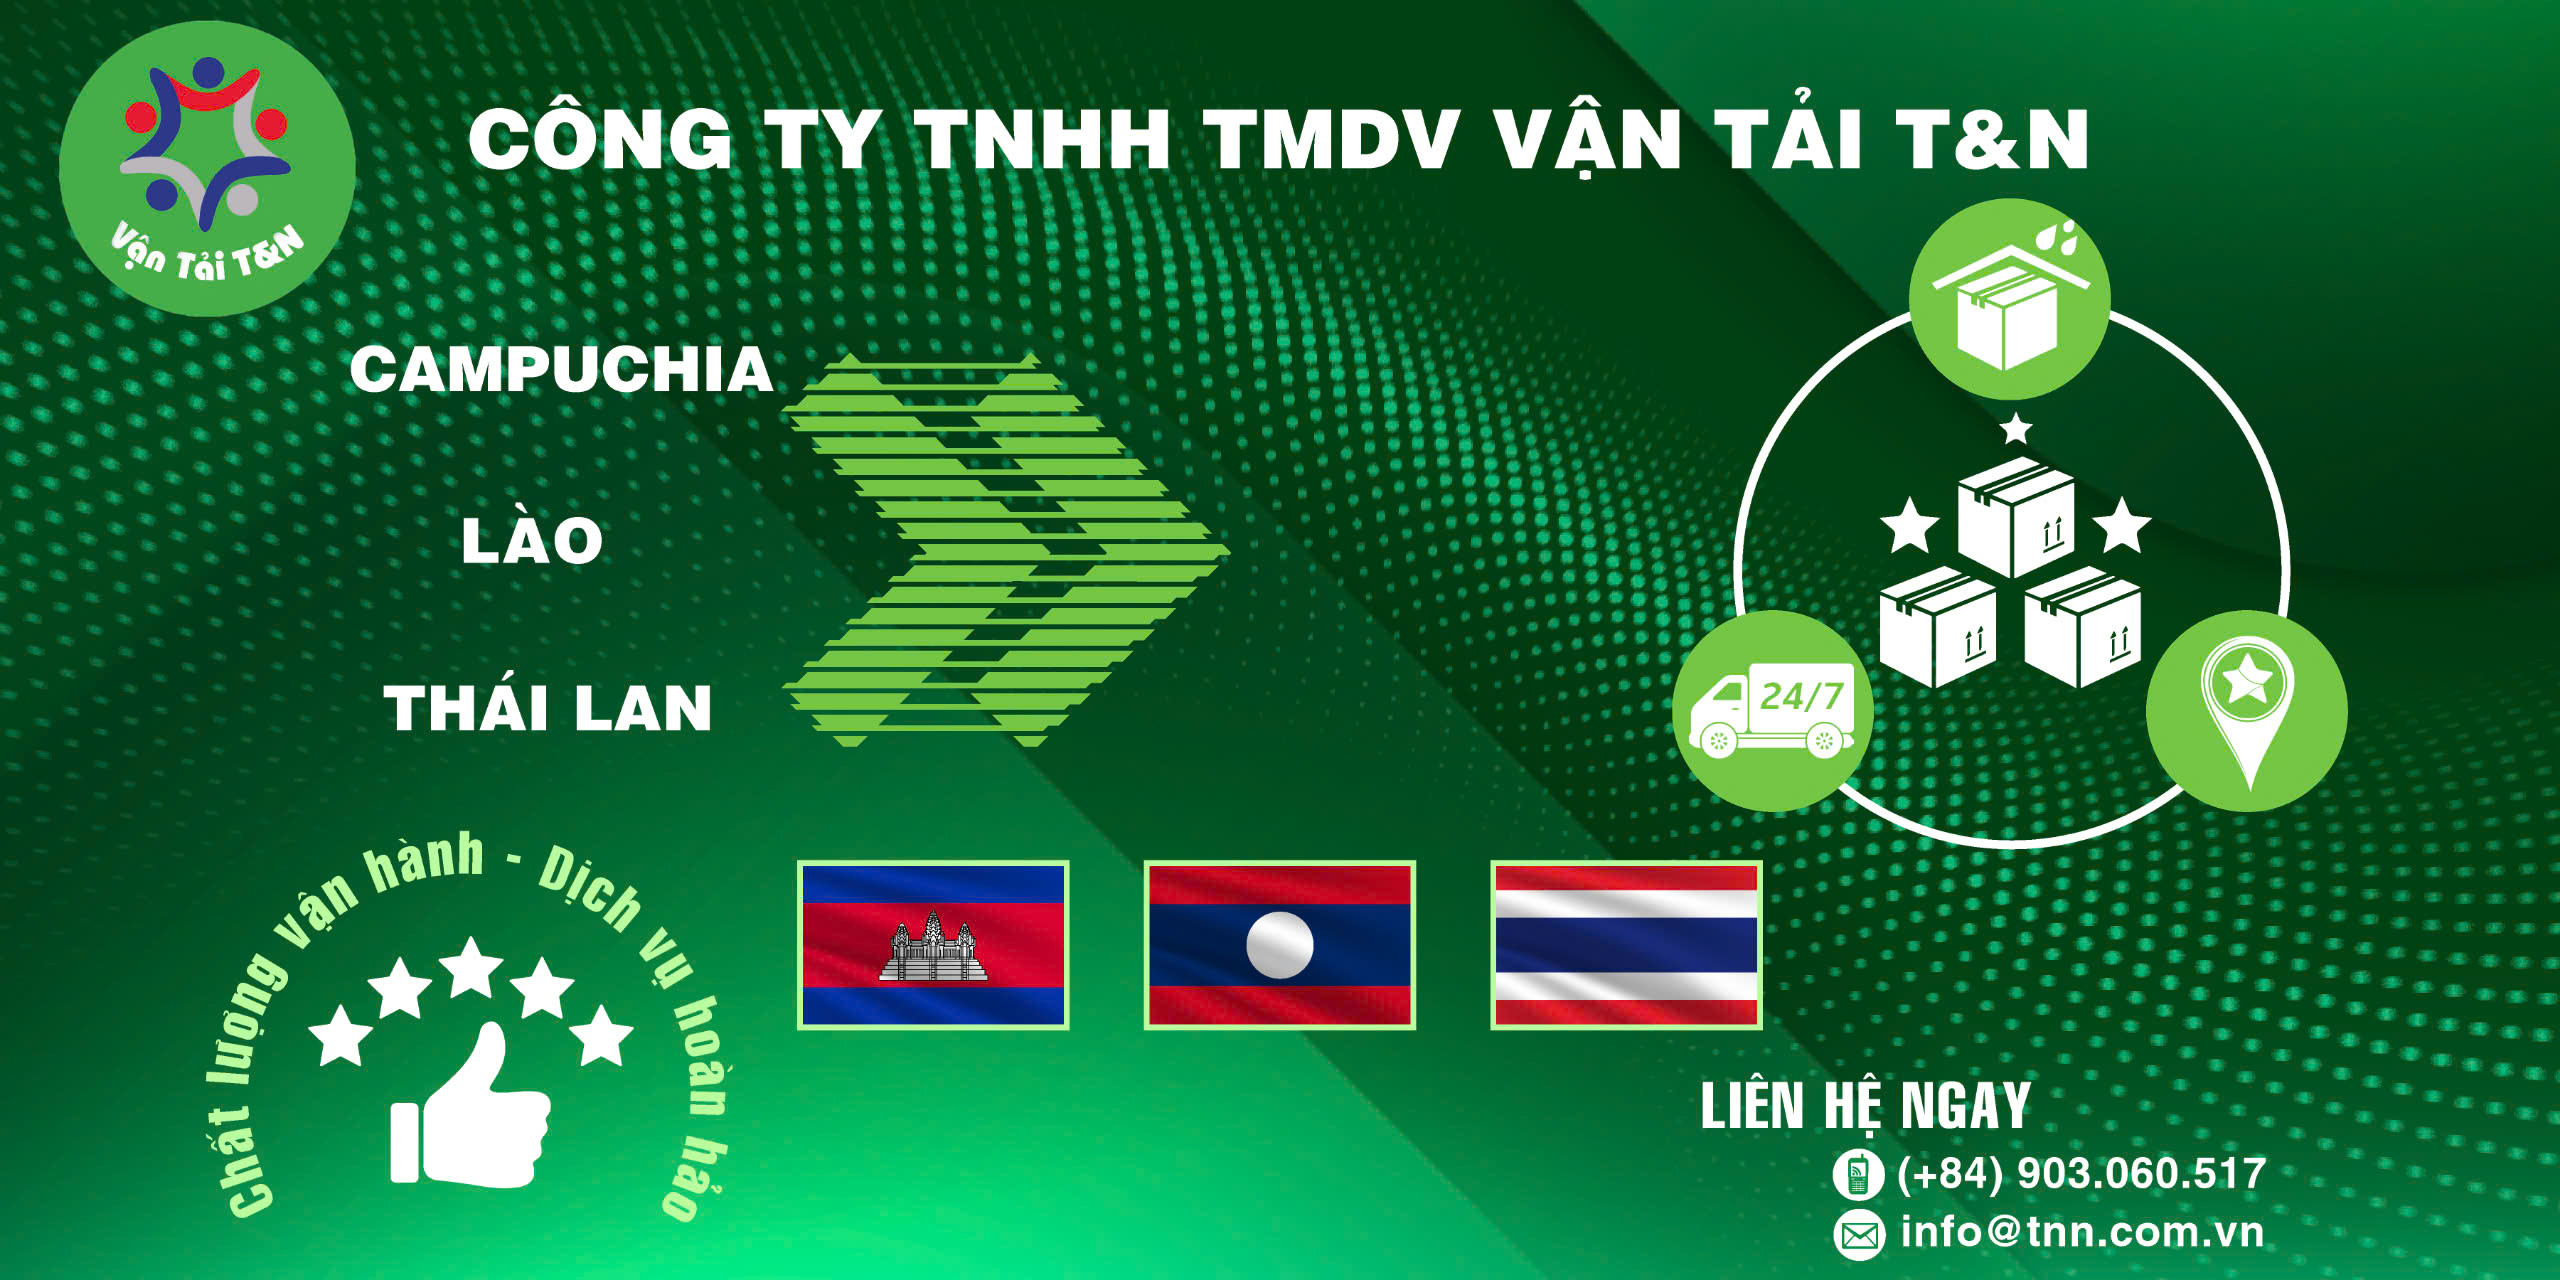 CÔNG TY TNHH TMDV VẬN TẢI T&N
Vận Tải T&N
CAMPUCHIA
LÀO
THÁI LAN
24/7
Chất lượng vận hành - Dịch vụ hoàn hảo
LIÊN HỆ NGAY
(+84) 903.060.517
info@tnn.com.vn